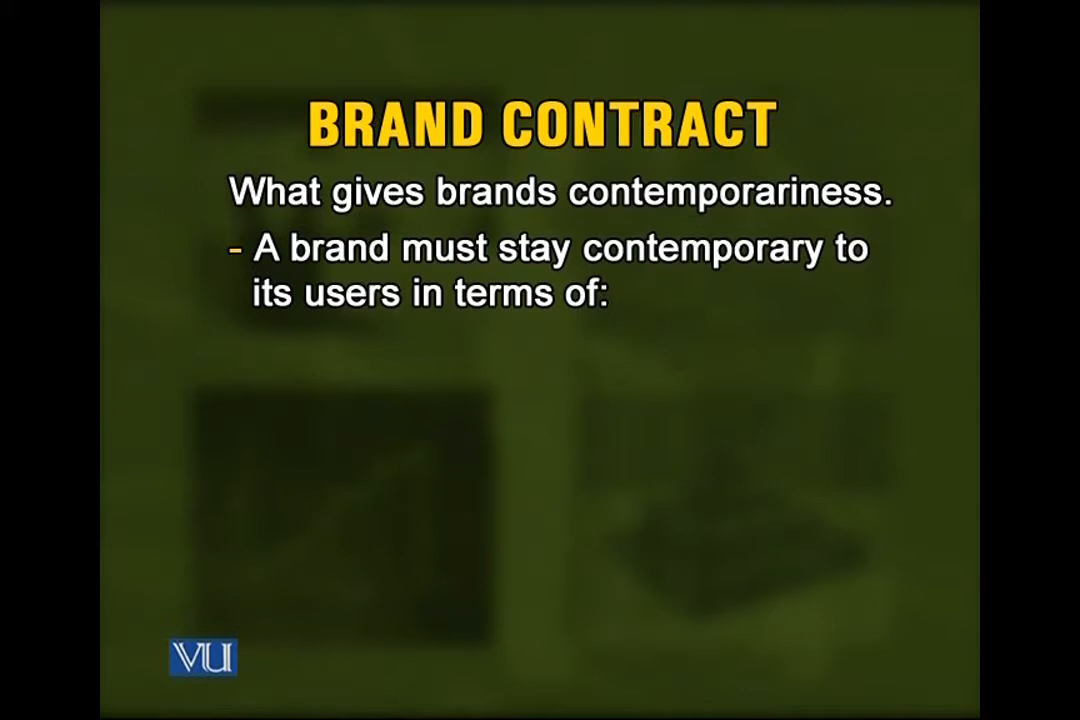 BRAND CONTRACT
What gives brands contemporariness.
- A brand must stay contemporary to
its users in terms of:
VU